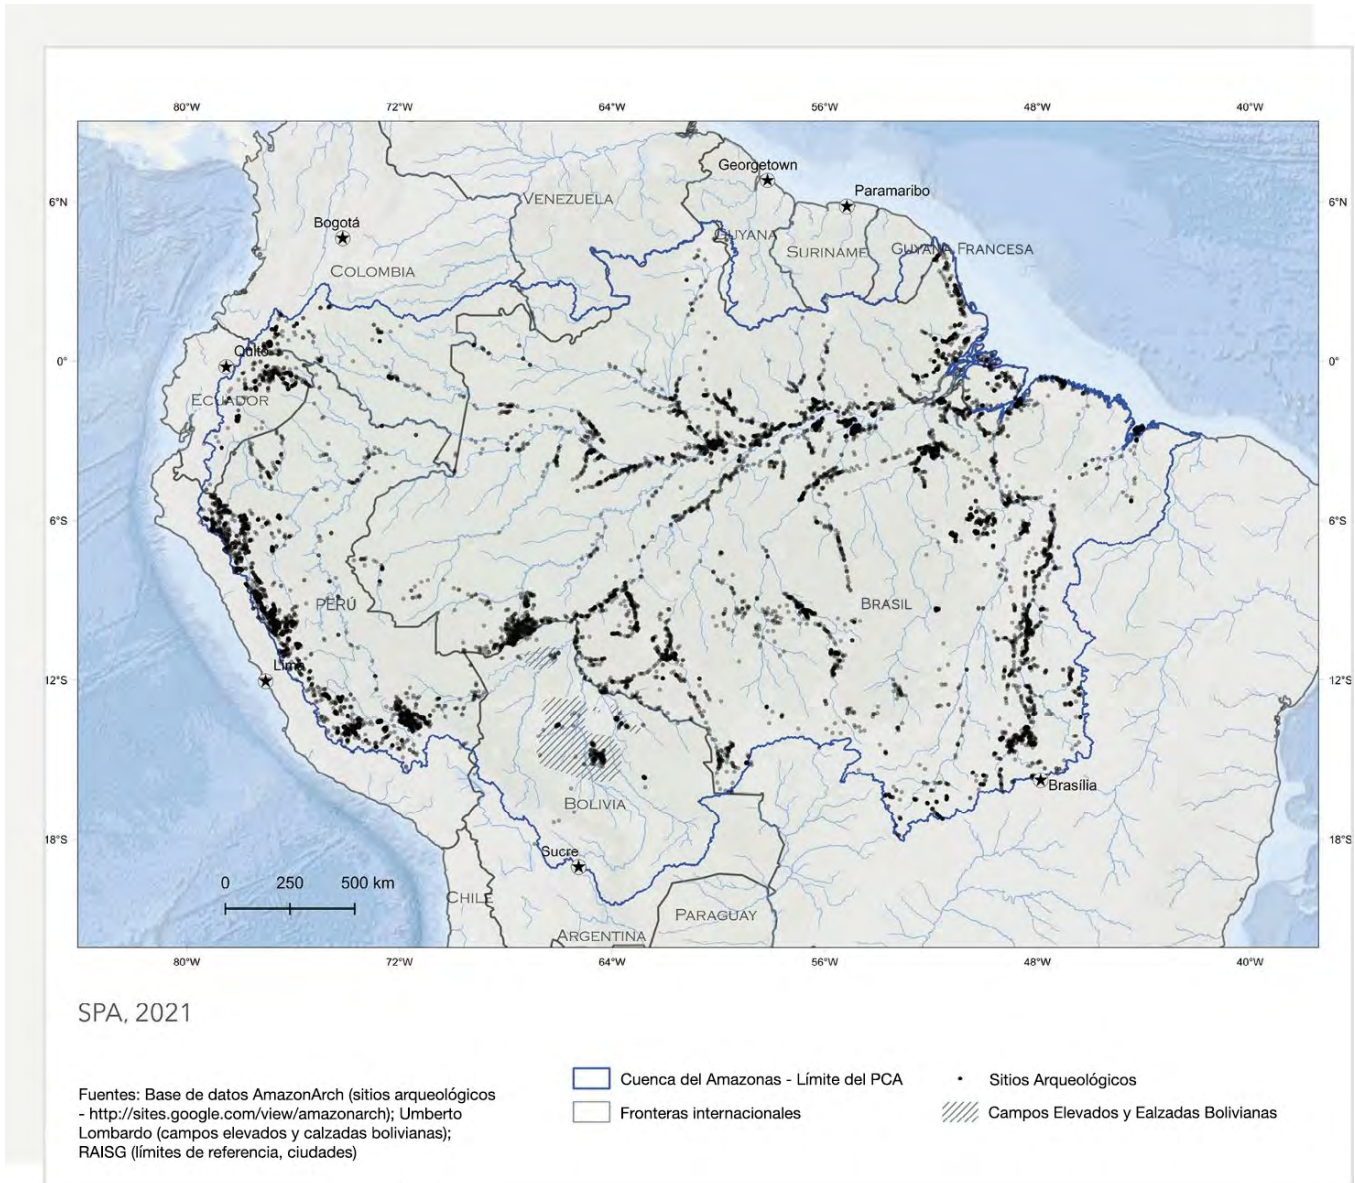 80°W 72°W 64°W 56°W 48°W 40°W
Georgetown
Paramaribo
6°N 6°N
VENEZUELA
Bogotá
GUYANA
SURINAME
GUYANA FRANCESA
COLOMBIA
Quito
0° 0°
ECUADOR
6°S 6°S
PERÚ
BRASIL
Lima
12°S 12°S
Brasília
BOLIVIA
18°S 18°S
Sucre
0 250 500 km
CHILE
PARAGUAY
ARGENTINA
80°W 72°W 64°W 56°W 48°W 40°W
SPA, 2021
Fuentes: Base de datos AmazonArch (sitios arqueológicos
- http://sites.google.com/view/amazonarch); Umberto
Lombardo (campos elevados y calzadas bolivianas);
RAISG (límites de referencia, ciudades)
Cuenca del Amazonas - Límite del PCA
Fronteras internacionales
Sitios Arqueológicos
Campos Elevados y Ealzadas Bolivianas